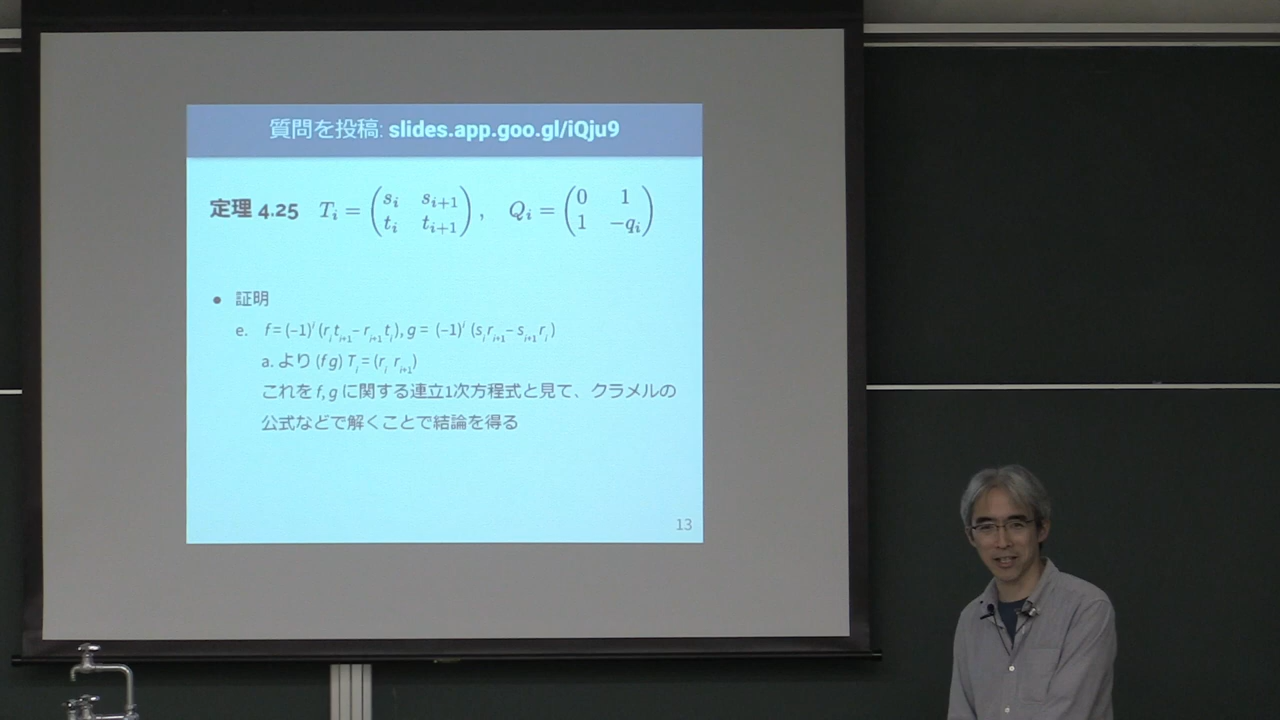 質問を投稿: slides.app.goo.gl/iQju9
定理 4.25 T_i = \begin{pmatrix} s_i & s_{i+1} \\ t_i & t_{i+1} \end{pmatrix}, Q_i = \begin{pmatrix} 0 & 1 \\ 1 & -q_i \end{pmatrix}
● 証明
e. f = (−1)^i (r_i t_{i+1} − r_{i+1} t_i), g = (−1)^i (s_i r_{i+1} − s_{i+1} r_i)
a. より (f g) T_i = (r_i r_{i+1})
これを f, g に関する連立1次方程式と見て、クラメルの
公式などで解くことで結論を得る
13